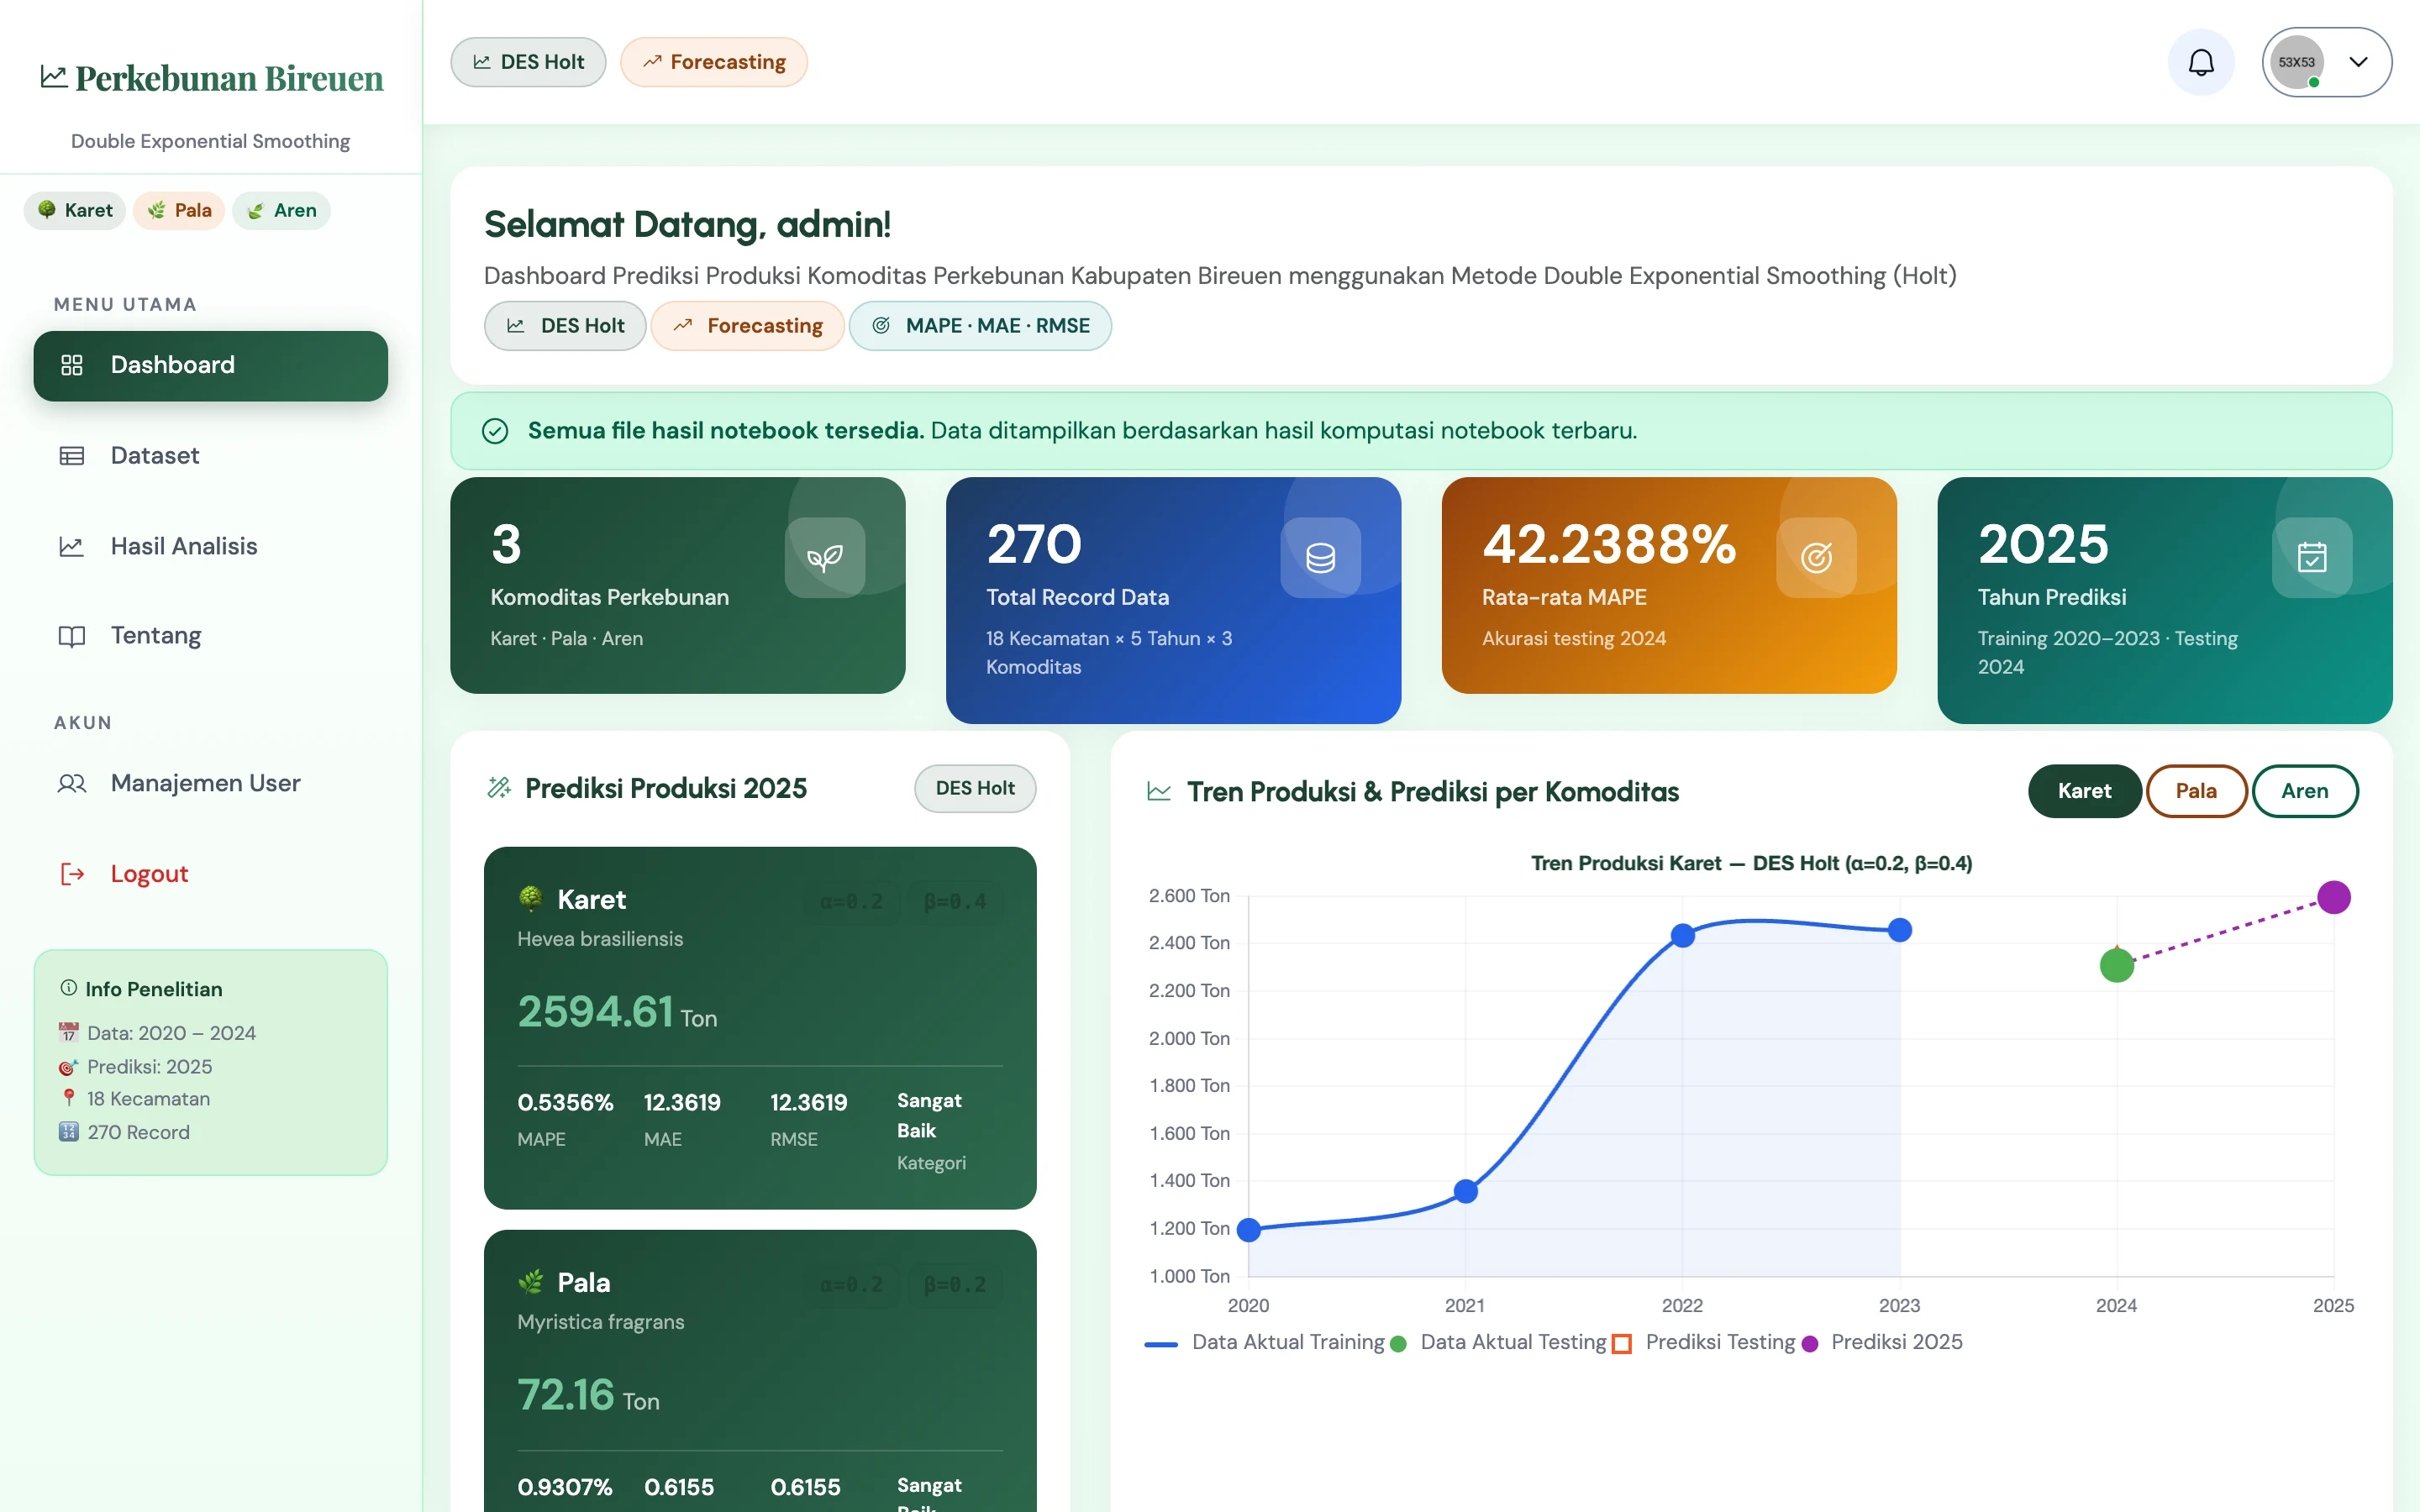 Perkebunan Bireuen
Double Exponential Smoothing
Karet
Pala
Aren
MENU UTAMA
Dashboard
Dataset
Hasil Analisis
Tentang
AKUN
Manajemen User
Logout
Info Penelitian
Data: 2020 – 2024
Prediksi: 2025
18 Kecamatan
270 Record
DES Holt
Forecasting
53X53
Selamat Datang, admin!
Dashboard Prediksi Produksi Komoditas Perkebunan Kabupaten Bireuen menggunakan Metode Double Exponential Smoothing (Holt)
DES Holt
Forecasting
MAPE · MAE · RMSE
Semua file hasil notebook tersedia. Data ditampilkan berdasarkan hasil komputasi notebook terbaru.
3
Komoditas Perkebunan
Karet · Pala · Aren
270
Total Record Data
18 Kecamatan × 5 Tahun × 3
Komoditas
42.2388%
Rata-rata MAPE
Akurasi testing 2024
2025
Tahun Prediksi
Training 2020–2023 · Testing
2024
Prediksi Produksi 2025
DES Holt
Karet
α=0.2
β=0.4
Hevea brasiliensis
2594.61 Ton
0.5356%
MAPE
12.3619
MAE
12.3619
RMSE
Sangat
Baik
Kategori
Pala
α=0.2
β=0.2
Myristica fragrans
72.16 Ton
0.9307%
0.6155
0.6155
Sangat
Baik
Tren Produksi & Prediksi per Komoditas
Karet
Pala
Aren
Tren Produksi Karet — DES Holt (α=0.2, β=0.4)
2.600 Ton
2.400 Ton
2.200 Ton
2.000 Ton
1.800 Ton
1.600 Ton
1.400 Ton
1.200 Ton
1.000 Ton
2020
2021
2022
2023
2024
2025
Data Aktual Training
Data Aktual Testing
Prediksi Testing
Prediksi 2025